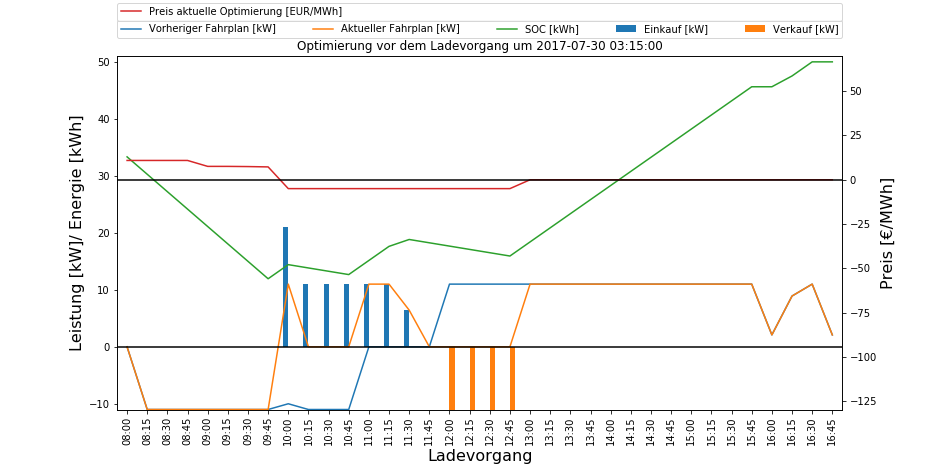 Preis aktuelle Optimierung [EUR/MWh]
Vorheriger Fahrplan [kW] Aktueller Fahrplan [kW] SOC [kWh] Einkauf [kW] Verkauf [kW]
Optimierung vor dem Ladevorgang um 2017-07-30 03:15:00
Leistung [kW]/ Energie [kWh]
50
40
30
20
10
0
−10
50
25
0
−25
−50
−75
−100
−125
Preis [€/MWh]
08:00 08:15 08:30 08:45 09:00 09:15 09:30 09:45 10:00 10:15 10:30 10:45 11:00 11:15 11:30 11:45 12:00 12:15 12:30 12:45 13:00 13:15 13:30 13:45 14:00 14:15 14:30 14:45 15:00 15:15 15:30 15:45 16:00 16:15 16:30 16:45
Ladevorgang